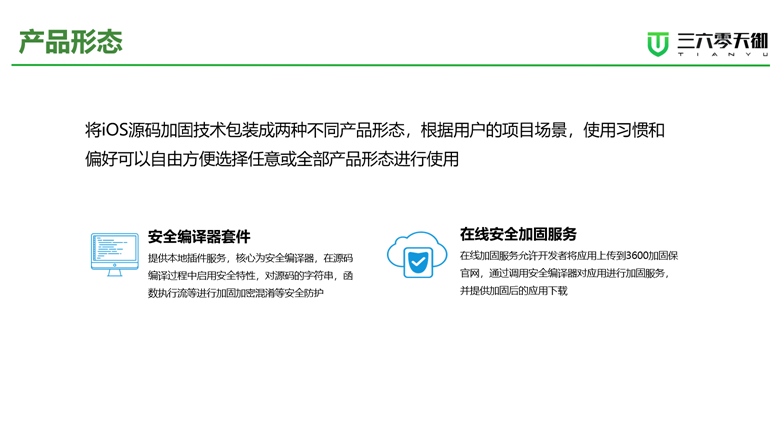 产品形态
三六零天御
TIANYU
将iOS源码加固技术包装成两种不同产品形态，根据用户的项目场景，使用习惯和
偏好可以自由方便选择任意或全部产品形态进行使用
安全编译器套件
提供本地插件服务，核心为安全编译器，在源码
编译过程中启用安全特性，对源码的字符串，函
数执行流等进行加固加密混淆等安全防护
在线安全加固服务
在线加固服务允许开发者将应用上传到3600加固保
官网，通过调用安全编译器对应用进行加固服务，
并提供加固后的应用下载